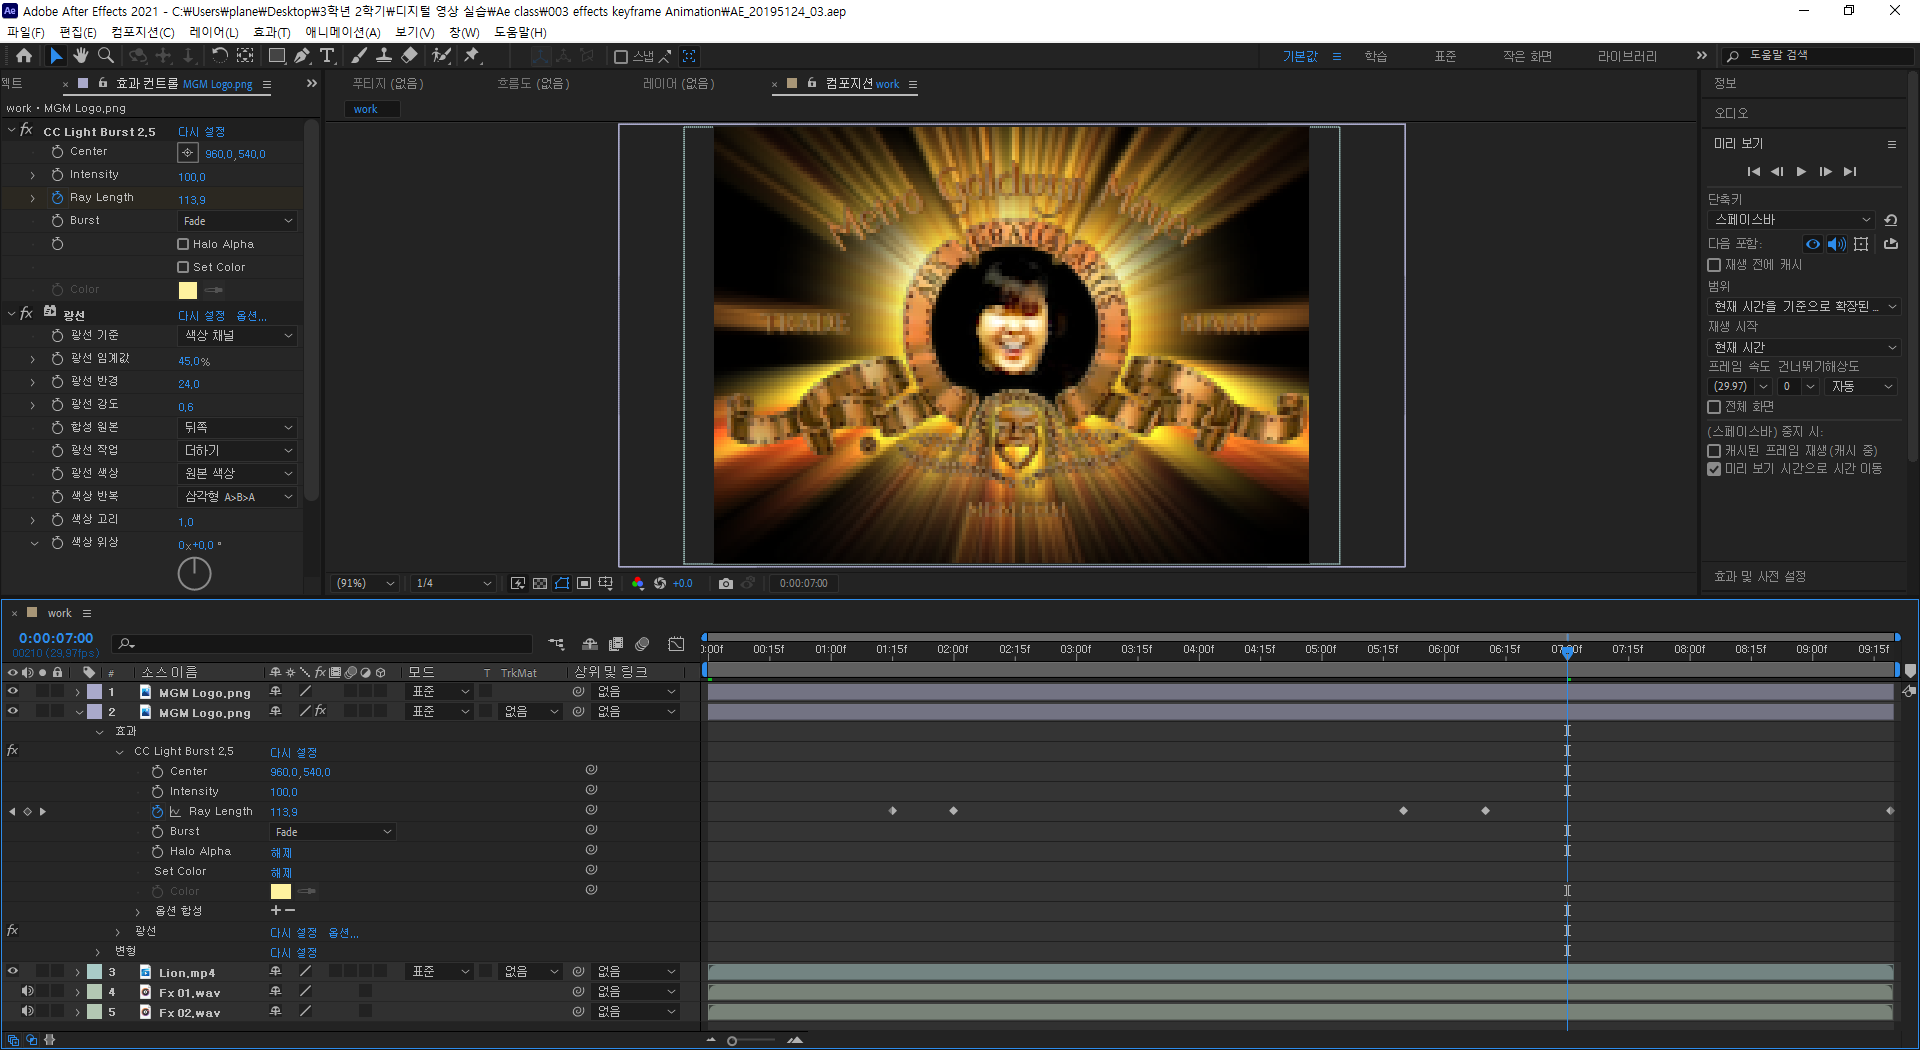 Adobe After Effects 2021 - C:₩Users₩plane₩Desktop₩3학년 2학기₩디지털 영상 실습₩Ae class₩003 effects keyframe Animation₩AE_20195124_03.aep
파일(F) 편집(E) 컴포지션(C) 레이어(L) 효과(T) 애니메이션(A) 보기(V) 창(W) 도움말(H)
스냅 기본값 학습 표준 작은 화면 라이브러리 도움말 검색
젝트 효과 컨트롤 MGM Logo.png 푸티지 (없음) 흐름도 (없음) 레이어 (없음) 컴포지션 work
work • MGM Logo.png
work
CC Light Burst 2.5 다시 설정
Center 960.0,540.0
Intensity 100.0
Ray Length 113.9
Burst Fade
Halo Alpha
Set Color
Color
광선 다시 설정 옵션...
광선 기준 색상 채널
광선 임계값 45.0%
광선 반경 24.0
광선 강도 0.6
합성 원본 뒤쪽
광선 작업 더하기
광선 색상 원본 색상
색상 반복 삼각형 A>B>A
색상 고리 1.0
색상 위상 0x+0.0°
(91%) 1/4 +0.0 0:00:07:00
정보
오디오
미리 보기
단축키
스페이스바
다음 포함:
재생 전에 캐시
범위
현재 시간을 기준으로 확장된 ...
재생 시작
현재 시간
프레임 속도 건너뛰기 해상도
(29.97) 0 자동
전체 화면
(스페이스바) 중지 시:
캐시된 프레임 재생(캐시 중)
미리 보기 시간으로 시간 이동
효과 및 사전 설정
work
0:00:07:00
00210 (29.97fps)
:00f 00:15f 01:00f 01:15f 02:00f 02:15f 03:00f 03:15f 04:00f 04:15f 05:00f 05:15f 06:00f 06:15f 07:00f 07:15f 08:00f 08:15f 09:00f 09:15f
# 소스 이름 모드 T TrkMat 상위 및 링크
1 MGM Logo.png 표준 없음
2 MGM Logo.png 표준 없음 없음
효과
CC Light Burst 2.5 다시 설정
Center 960.0,540.0
Intensity 100.0
Ray Length 113.9
Burst Fade
Halo Alpha 해제
Set Color 해제
Color
옵션 합성
광선 다시 설정 옵션...
변형 다시 설정
3 Lion.mp4 표준 없음 없음
4 Fx 01.wav 없음
5 Fx 02.wav 없음